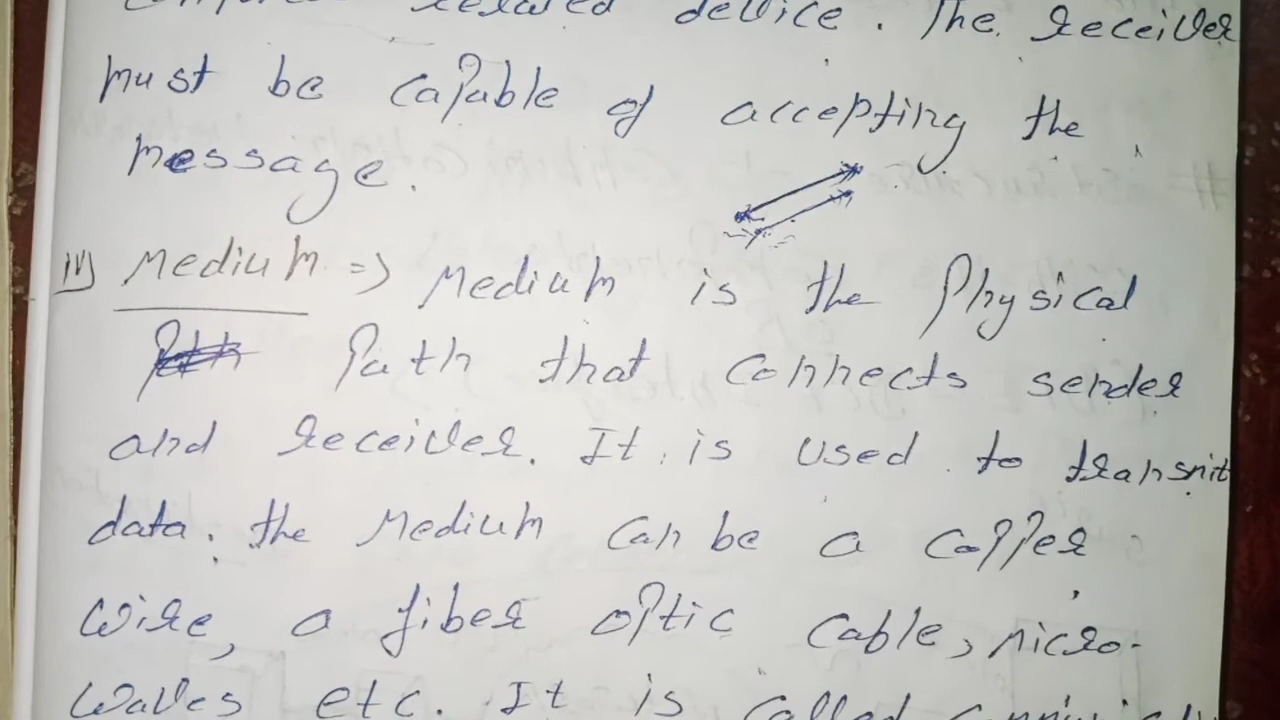 related device. The receiver
must be capable of accepting the
message.
iv) Medium => Medium is the Physical
Path that connects sender
and receiver. It is used to transmit
data. the Medium can be a copper
wire, a fiber optic cable, micro-
waves etc. It is called